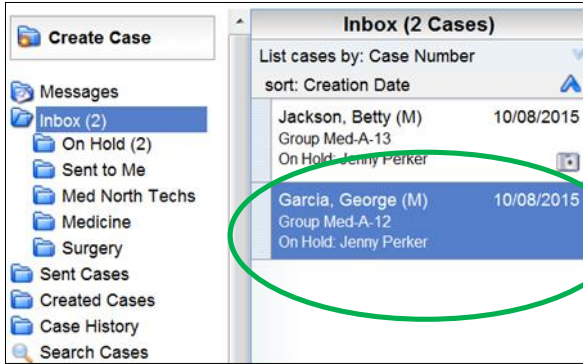 Create Case
Messages
Inbox (2)
On Hold (2)
Sent to Me
Med North Techs
Medicine
Surgery
Sent Cases
Created Cases
Case History
Search Cases
Inbox (2 Cases)
List cases by: Case Number
sort: Creation Date
Jackson, Betty (M) 10/08/2015
Group Med-A-13
On Hold: Jenny Perker
Garcia, George (M) 10/08/2015
Group Med-A-12
On Hold: Jenny Perker